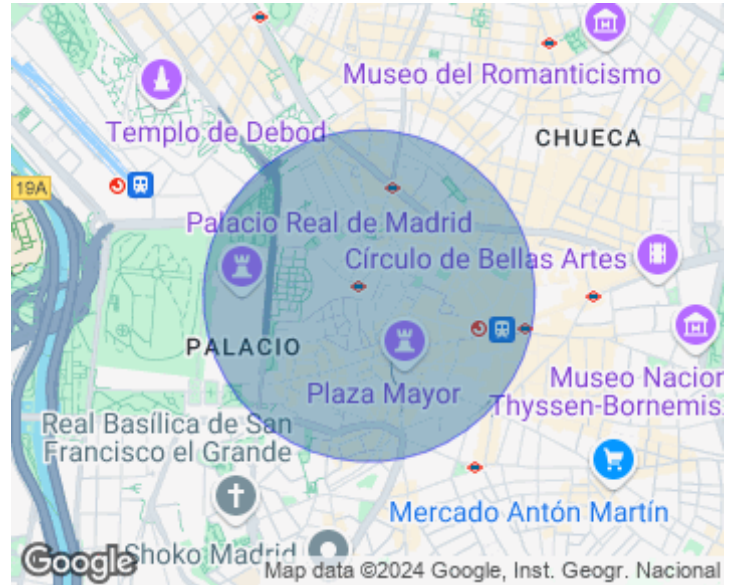 Museo del Romanticismo
Templo de Debod
CHUECA
19A
Palacio Real de Madrid
Círculo de Bellas Artes
PALACIO
Plaza Mayor
Museo Nacion
Thyssen-Bornemis
Real Basílica de San
Francisco el Grande
Mercado Antón Martín
Shoko Madrid
Google
Map data ©2024 Google, Inst. Geogr. Nacional